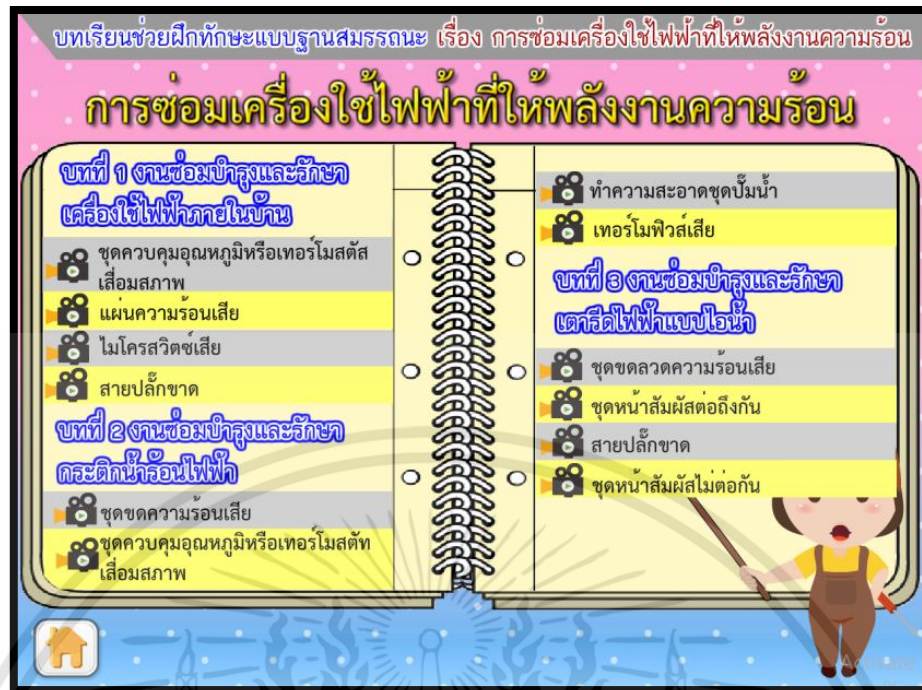 บทเรียนช่วยฝึกทักษะแบบฐานสมรรถนะ เรื่อง การซ่อมเครื่องใช้ไฟฟ้าที่ให้พลังงานความร้อน
การซ่อมเครื่องใช้ไฟฟ้าที่ให้พลังงานความร้อน
บทที่ 1 งานซ่อมบำรุงและรักษา
เครื่องใช้ไฟฟ้าภายในบ้าน
ชุดควบคุมอุณหภูมิหรือเทอร์โมสตัส
เสื่อมสภาพ
แผ่นความร้อนเสีย
ไมโครสวิตซ์เสีย
สายปลั๊กขาด
บทที่ 2 งานซ่อมบำรุงและรักษา
กระติกน้ำร้อนไฟฟ้า
ชุดขดความร้อนเสีย
ชุดควบคุมอุณหภูมิหรือเทอร์โมสตัท
เสื่อมสภาพ
ทำความสะอาดชุดปั๊มน้ำ
เทอร์โมฟิวส์เสีย
บทที่ 3 งานซ่อมบำรุงและรักษา
เตารีดไฟฟ้าแบบไอน้ำ
ชุดขดลวดความร้อนเสีย
ชุดหน้าสัมผัสต่อถึงกัน
สายปลั๊กขาด
ชุดหน้าสัมผัสไม่ต่อกัน